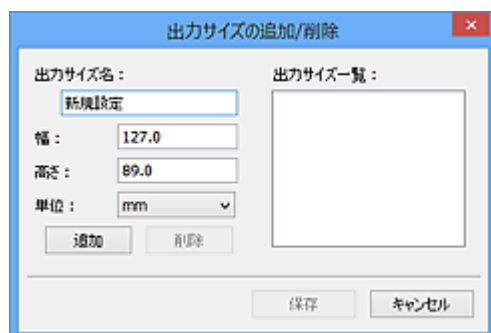 出力サイズの追加/削除
出力サイズ名：
新規設定
幅：
127.0
高さ：
89.0
単位：
mm
追加
削除
出力サイズ一覧：
保存
キャンセル